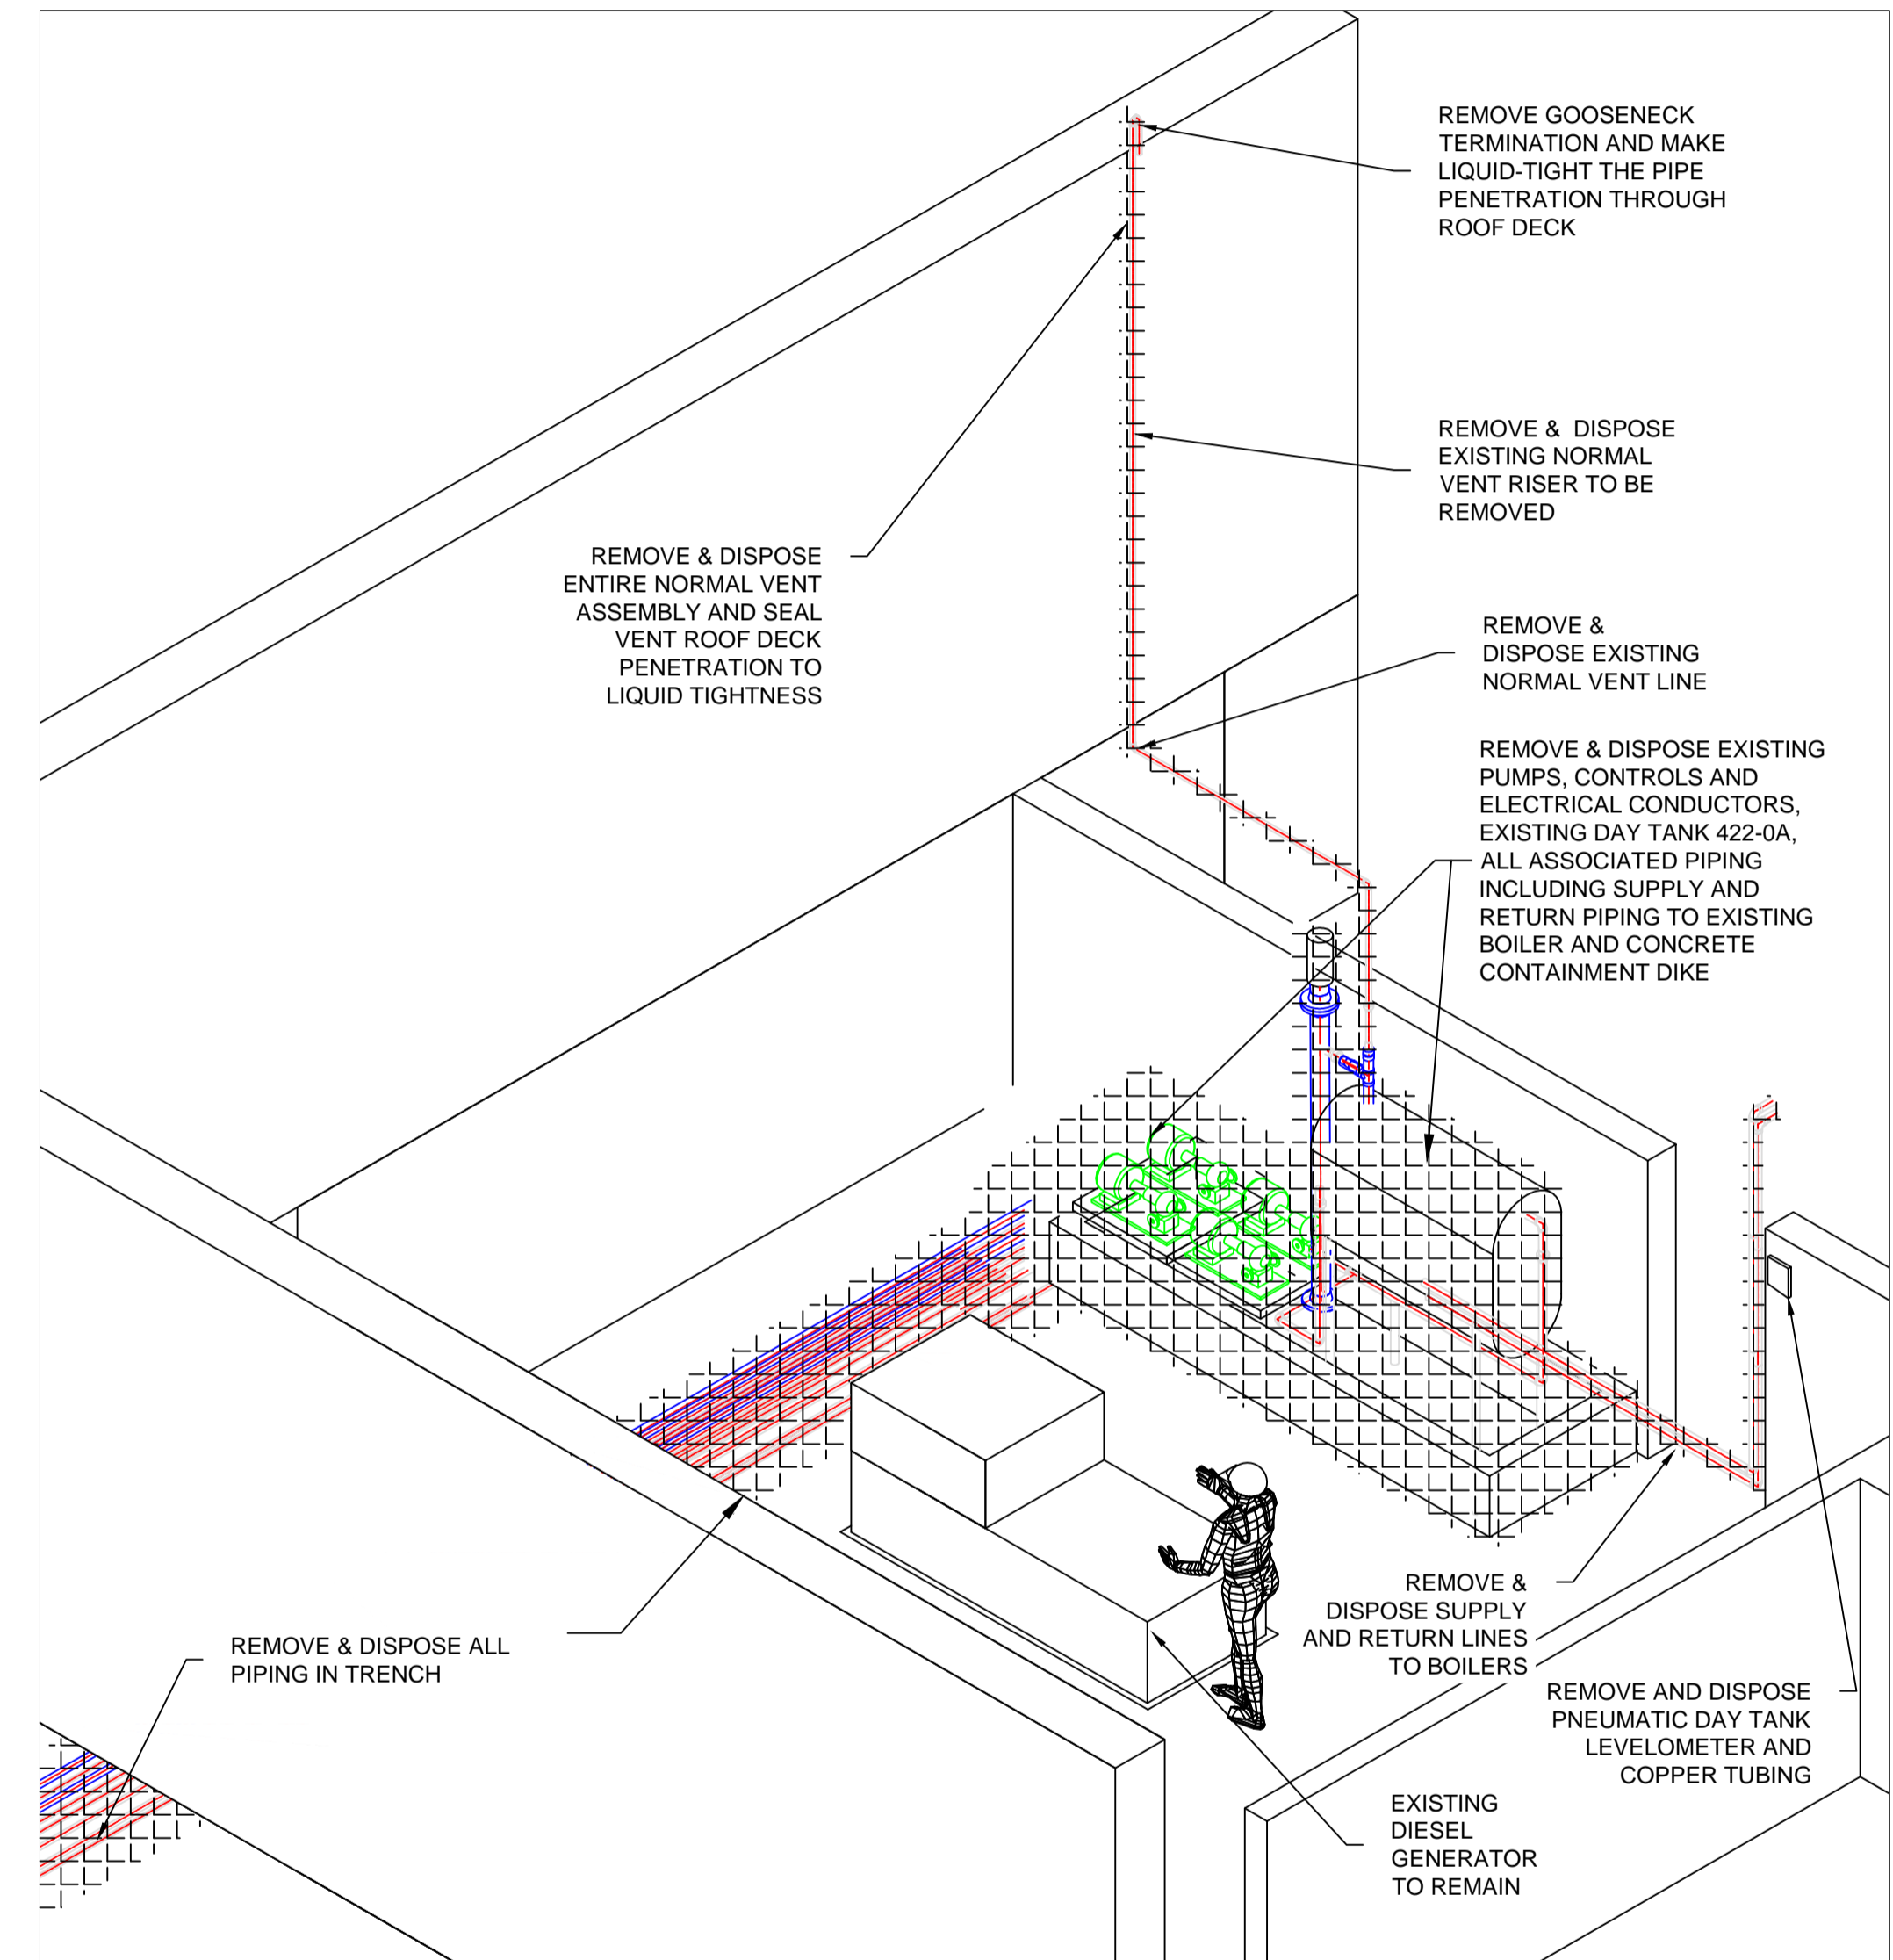 REMOVE GOOSENECK
TERMINATION AND MAKE
LIQUID-TIGHT THE PIPE
PENETRATION THROUGH
ROOF DECK
REMOVE & DISPOSE
EXISTING NORMAL
VENT RISER TO BE
REMOVED
REMOVE & DISPOSE
ENTIRE NORMAL VENT
ASSEMBLY AND SEAL
VENT ROOF DECK
PENETRATION TO
LIQUID TIGHTNESS
REMOVE &
DISPOSE EXISTING
NORMAL VENT LINE
REMOVE & DISPOSE EXISTING
PUMPS, CONTROLS AND
ELECTRICAL CONDUCTORS,
EXISTING DAY TANK 422-0A,
ALL ASSOCIATED PIPING
INCLUDING SUPPLY AND
RETURN PIPING TO EXISTING
BOILER AND CONCRETE
CONTAINMENT DIKE
REMOVE & DISPOSE ALL
PIPING IN TRENCH
REMOVE &
DISPOSE SUPPLY
AND RETURN LINES
TO BOILERS
REMOVE AND DISPOSE
PNEUMATIC DAY TANK
LEVELOMETER AND
COPPER TUBING
EXISTING
DIESEL
GENERATOR
TO REMAIN